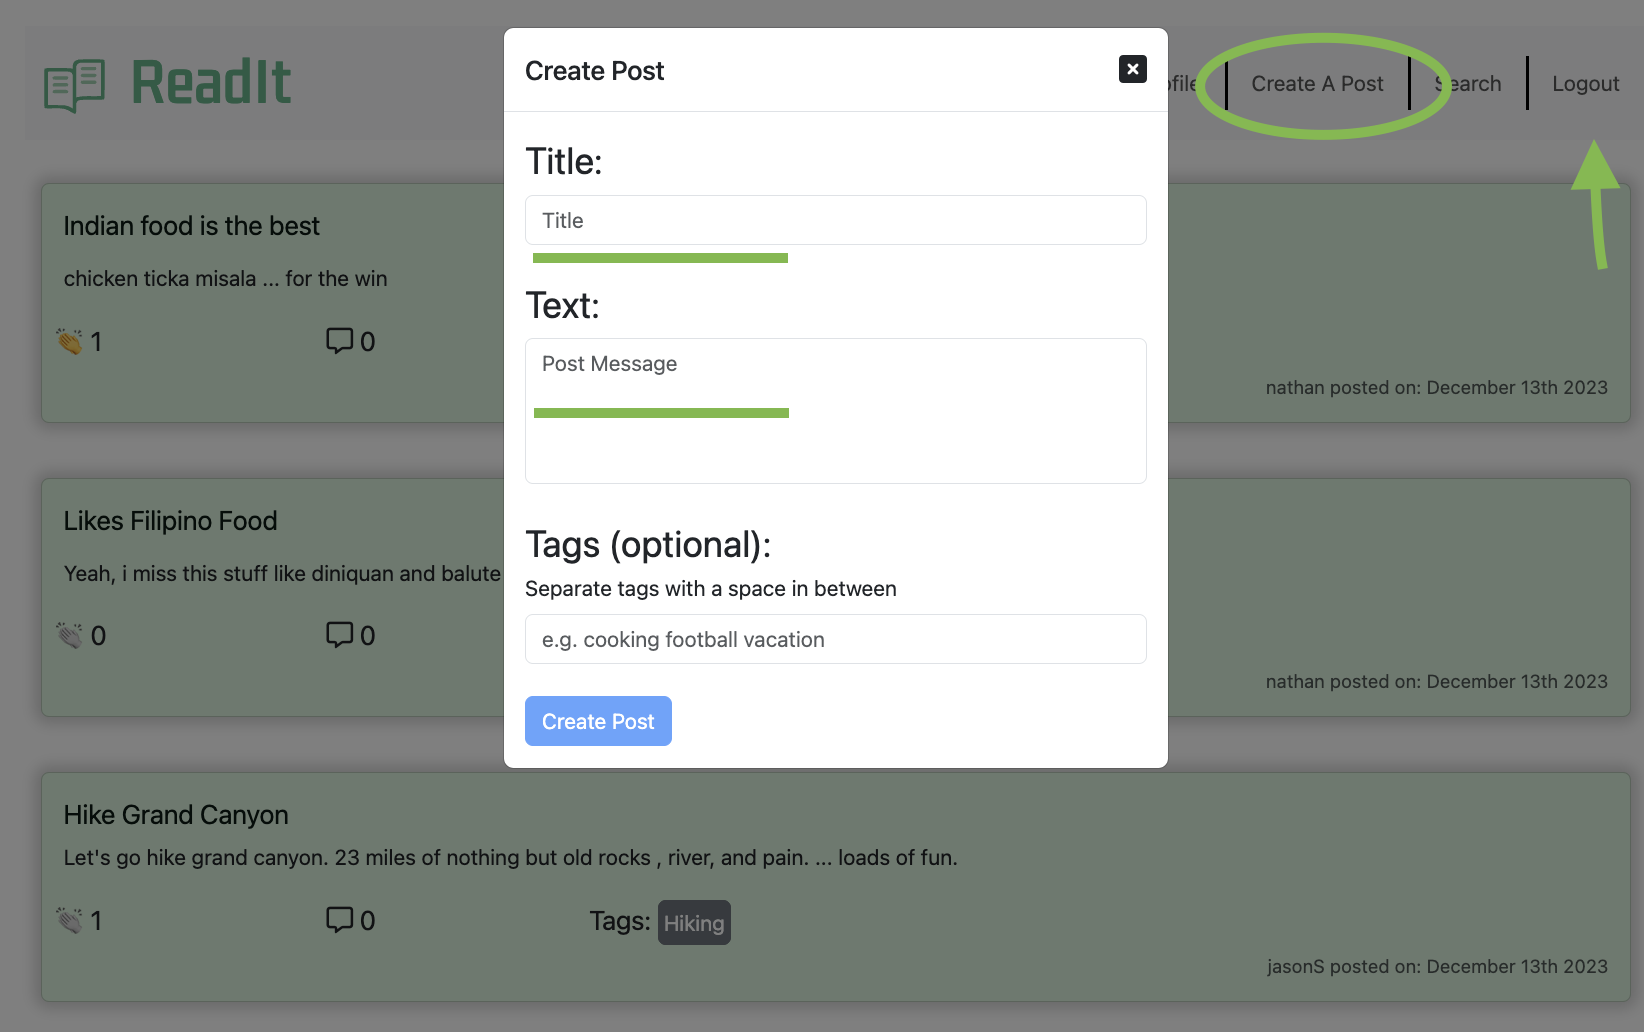 ReadIt
Create Post
Create A Post
Search
Logout
Title:
Title
Text:
Post Message
Tags (optional):
Separate tags with a space in between
e.g. cooking football vacation
Create Post
Indian food is the best
chicken ticka misala ... for the win
1
0
nathan posted on: December 13th 2023
Likes Filipino Food
Yeah, i miss this stuff like diniquan and balute
0
0
nathan posted on: December 13th 2023
Hike Grand Canyon
Let's go hike grand canyon. 23 miles of nothing but old rocks , river, and pain. ... loads of fun.
1
0
Tags: Hiking
jasonS posted on: December 13th 2023